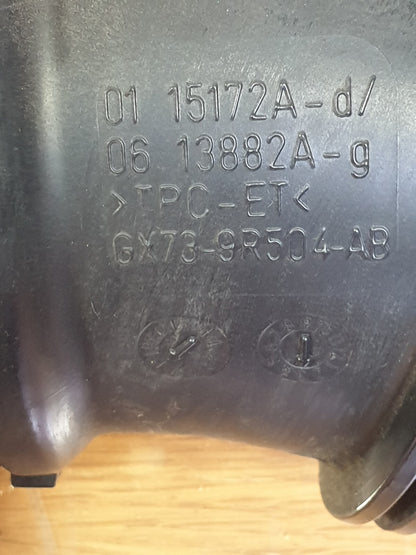 01 15172A-d/
06 13882A-g
>TPC-ET<
GX73-9R504-AB